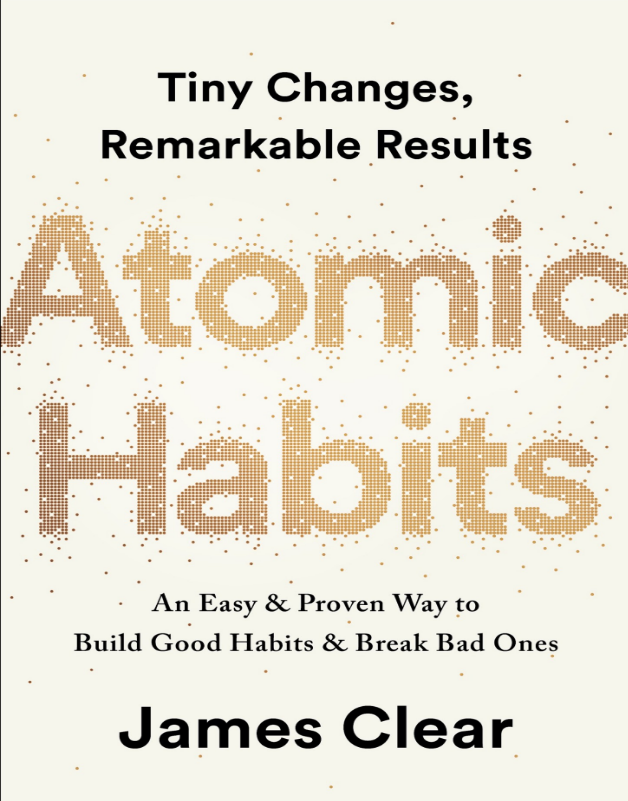 Tiny Changes,
Remarkable Results
Atomic
Habits
An Easy & Proven Way to
Build Good Habits & Break Bad Ones
James Clear